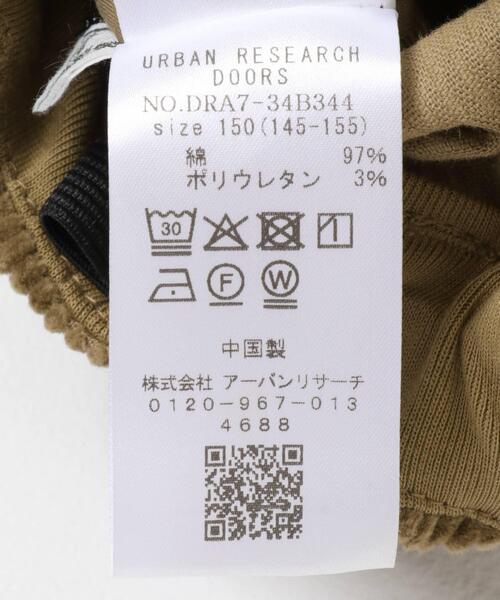 URBAN RESEARCH
DOORS
NO.DRA7-34B344
size 150(145-155)
綿 97%
ポリウレタン 3%
30
F W
中国製
株式会社 アーバンリサーチ
0120-967-013
4688